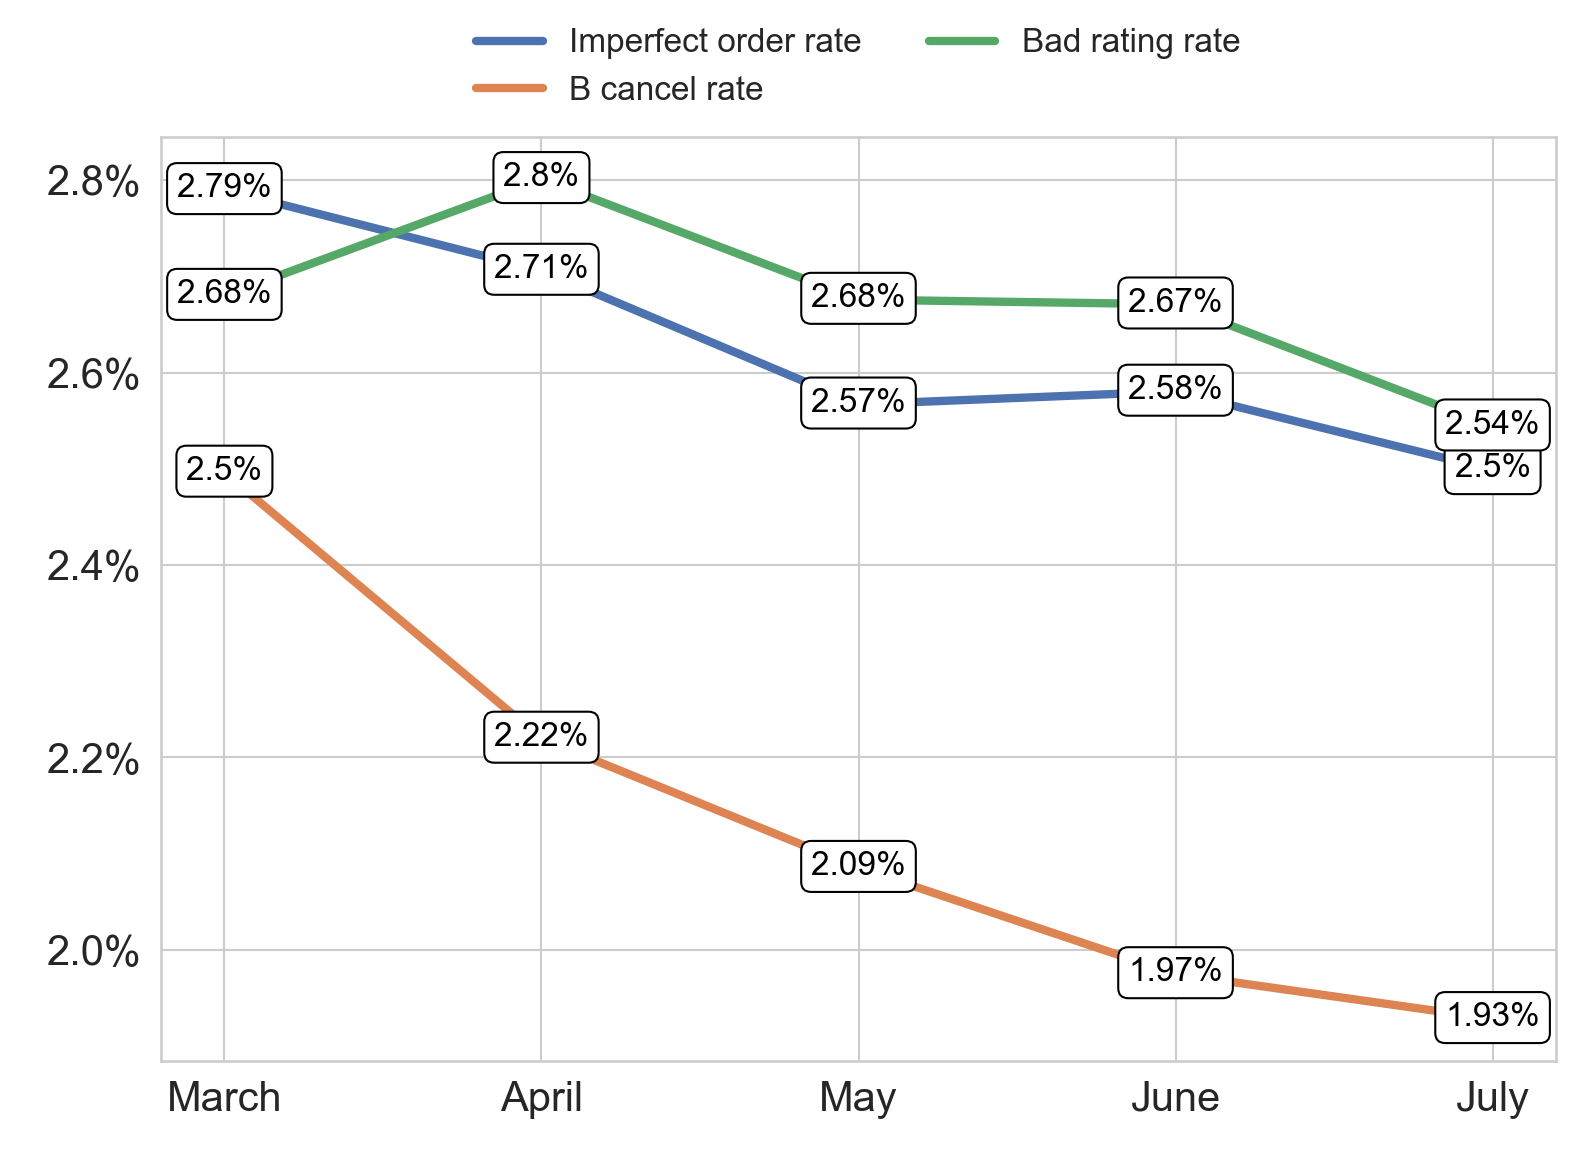 Imperfect order rate
Bad rating rate
B cancel rate
2.8%
2.6%
2.4%
2.2%
2.0%
2.79%
2.8%
2.71%
2.68%
2.68%
2.67%
2.57%
2.58%
2.54%
2.5%
2.5%
2.22%
2.09%
1.97%
1.93%
March
April
May
June
July